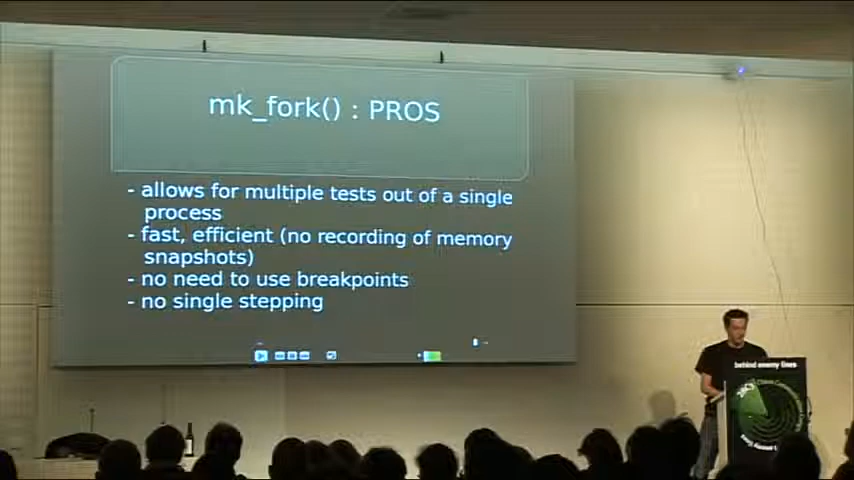 mk_fork() : PROS
- allows for multiple tests out of a single
process
- fast, efficient (no recording of memory
snapshots)
- no need to use breakpoints
- no single stepping
behind enemy lines